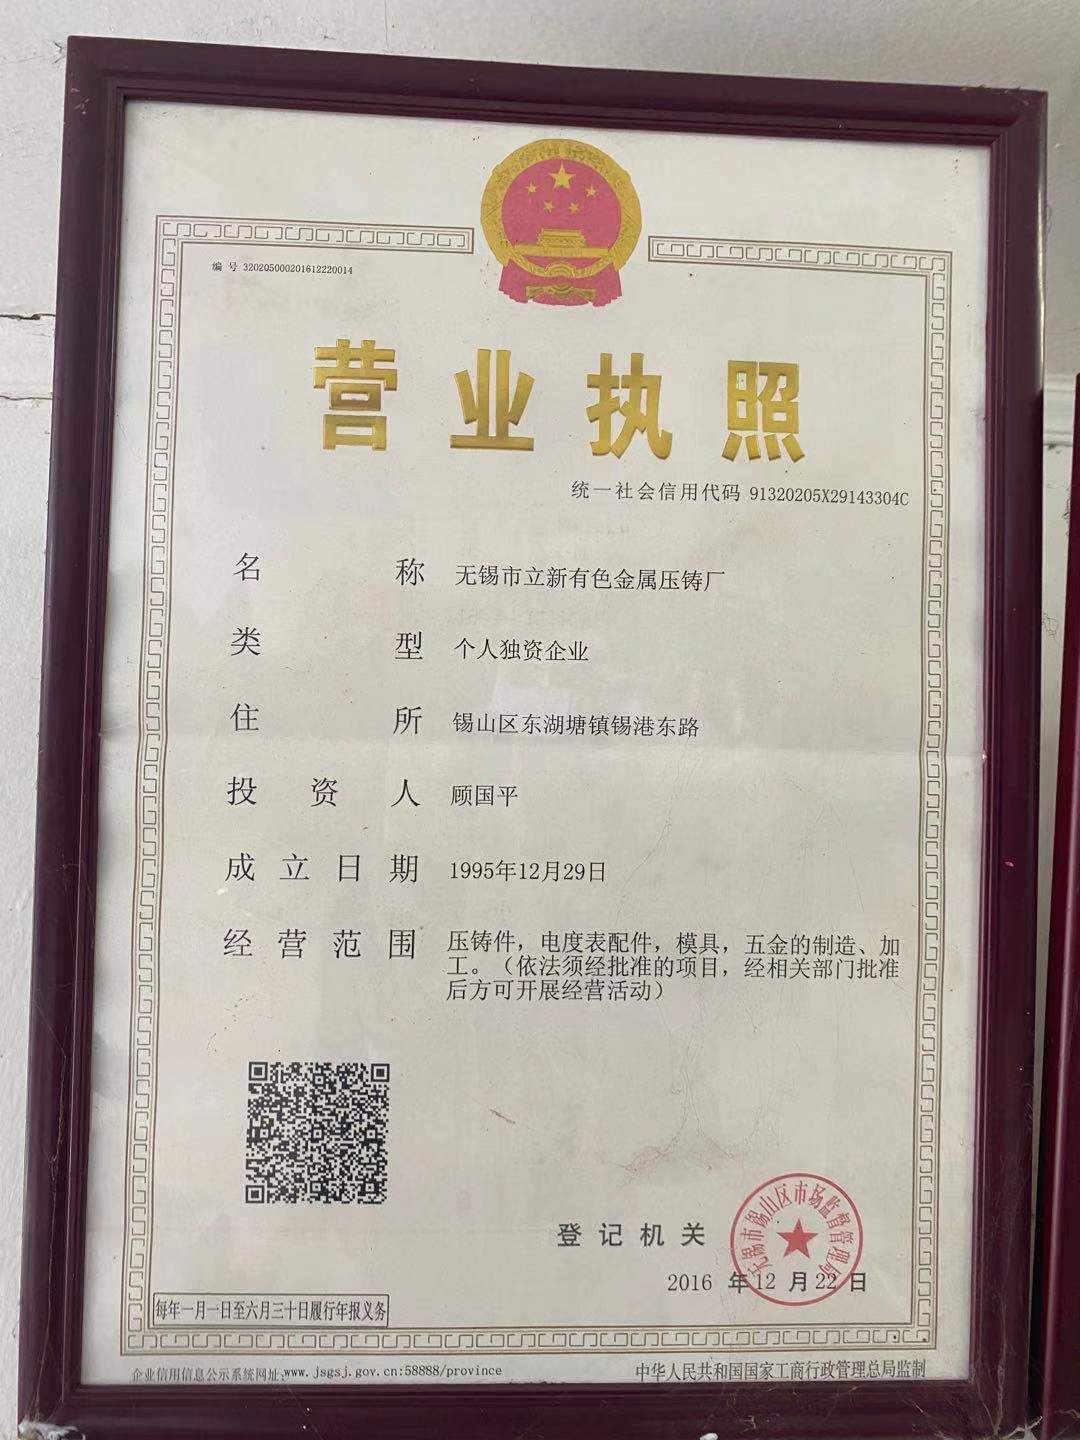 编 号 320205000201612220014
营业执照
统一社会信用代码 91320205X29143304C
名称 无锡市立新有色金属压铸厂
类型 个人独资企业
住所 锡山区东湖塘镇锡港东路
投资人 顾国平
成立日期 1995年12月29日
经营范围 压铸件，电度表配件，模具，五金的制造、加
工。（依法须经批准的项目，经相关部门批准
后方可开展经营活动）
登记机关
无锡市锡山区市场监督管理局
2016 年 12 月 22 日
每年一月一日至六月三十日履行年报义务
企业信用信息公示系统网址:www.jsgsj.gov.cn:58888/province
中华人民共和国国家工商行政管理总局监制